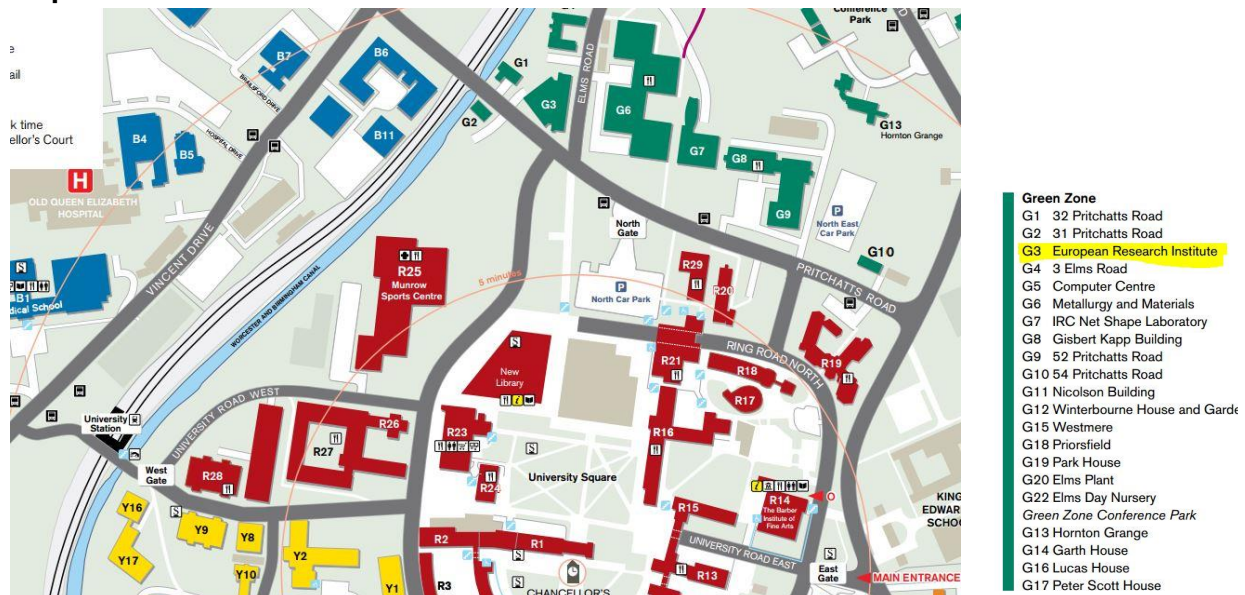 Conference
Park
ail
k time
ellor's Court
B7
B6
BRAILSFORD DRIVE
G1
ELMS ROAD
G3
G6
G2
G13
Hornton Grange
B4
B5
HOSPITAL DRIVE
B11
G7
G8
G9
H
OLD QUEEN ELIZABETH
HOSPITAL
VINCENT DRIVE
North
Gate
P
North East
Car Park
G10
R25
Munrow
Sports Centre
5 minutes
R29
R20
PRITCHATTS ROAD
P
North Car Park
B1
dical School
WORCESTER AND BIRMINGHAM CANAL
RING ROAD NORTH
R21
R18
R19
R17
New
Library
University
Station
UNIVERSITY ROAD WEST
R26
R27
R23
R16
University Square
R24
West
Gate
R28
R14
The Barber
Institute of
Fine Arts
O
KING
EDWAR
SCHO
Y16
Y17
Y9
Y8
Y10
Y2
Y1
R2
R1
R3
R15
UNIVERSITY ROAD EAST
R13
East
Gate
MAIN ENTRANCE
CHANCELLOR'S
Green Zone
G1 32 Pritchatts Road
G2 31 Pritchatts Road
G3 European Research Institute
G4 3 Elms Road
G5 Computer Centre
G6 Metallurgy and Materials
G7 IRC Net Shape Laboratory
G8 Gisbert Kapp Building
G9 52 Pritchatts Road
G10 54 Pritchatts Road
G11 Nicolson Building
G12 Winterbourne House and Garde
G15 Westmere
G18 Priorsfield
G19 Park House
G20 Elms Plant
G22 Elms Day Nursery
Green Zone Conference Park
G13 Hornton Grange
G14 Garth House
G16 Lucas House
G17 Peter Scott House